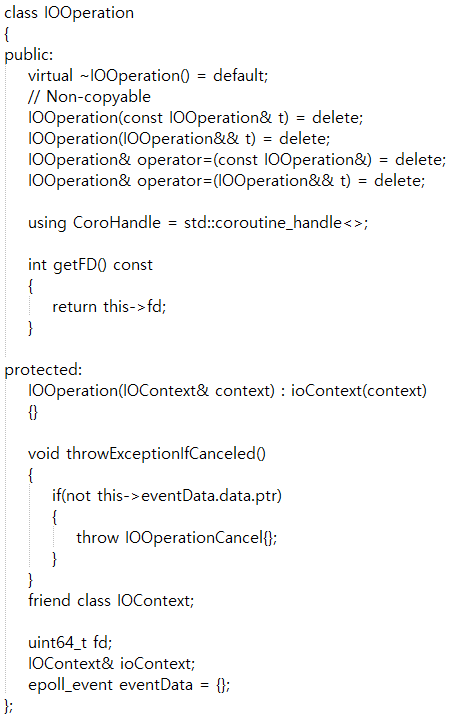 class IOOperation
{
public:
virtual ~IOOperation() = default;
// Non-copyable
IOOperation(const IOOperation& t) = delete;
IOOperation(IOOperation&& t) = delete;
IOOperation& operator=(const IOOperation&) = delete;
IOOperation& operator=(IOOperation&& t) = delete;
using CoroHandle = std::coroutine_handle<>;
int getFD() const
{
return this->fd;
}
protected:
IOOperation(IOContext& context) : ioContext(context)
{}
void throwExceptionIfCanceled()
{
if(not this->eventData.data.ptr)
{
throw IOOperationCancel{};
}
}
friend class IOContext;
uint64_t fd;
IOContext& ioContext;
epoll_event eventData = {};
};